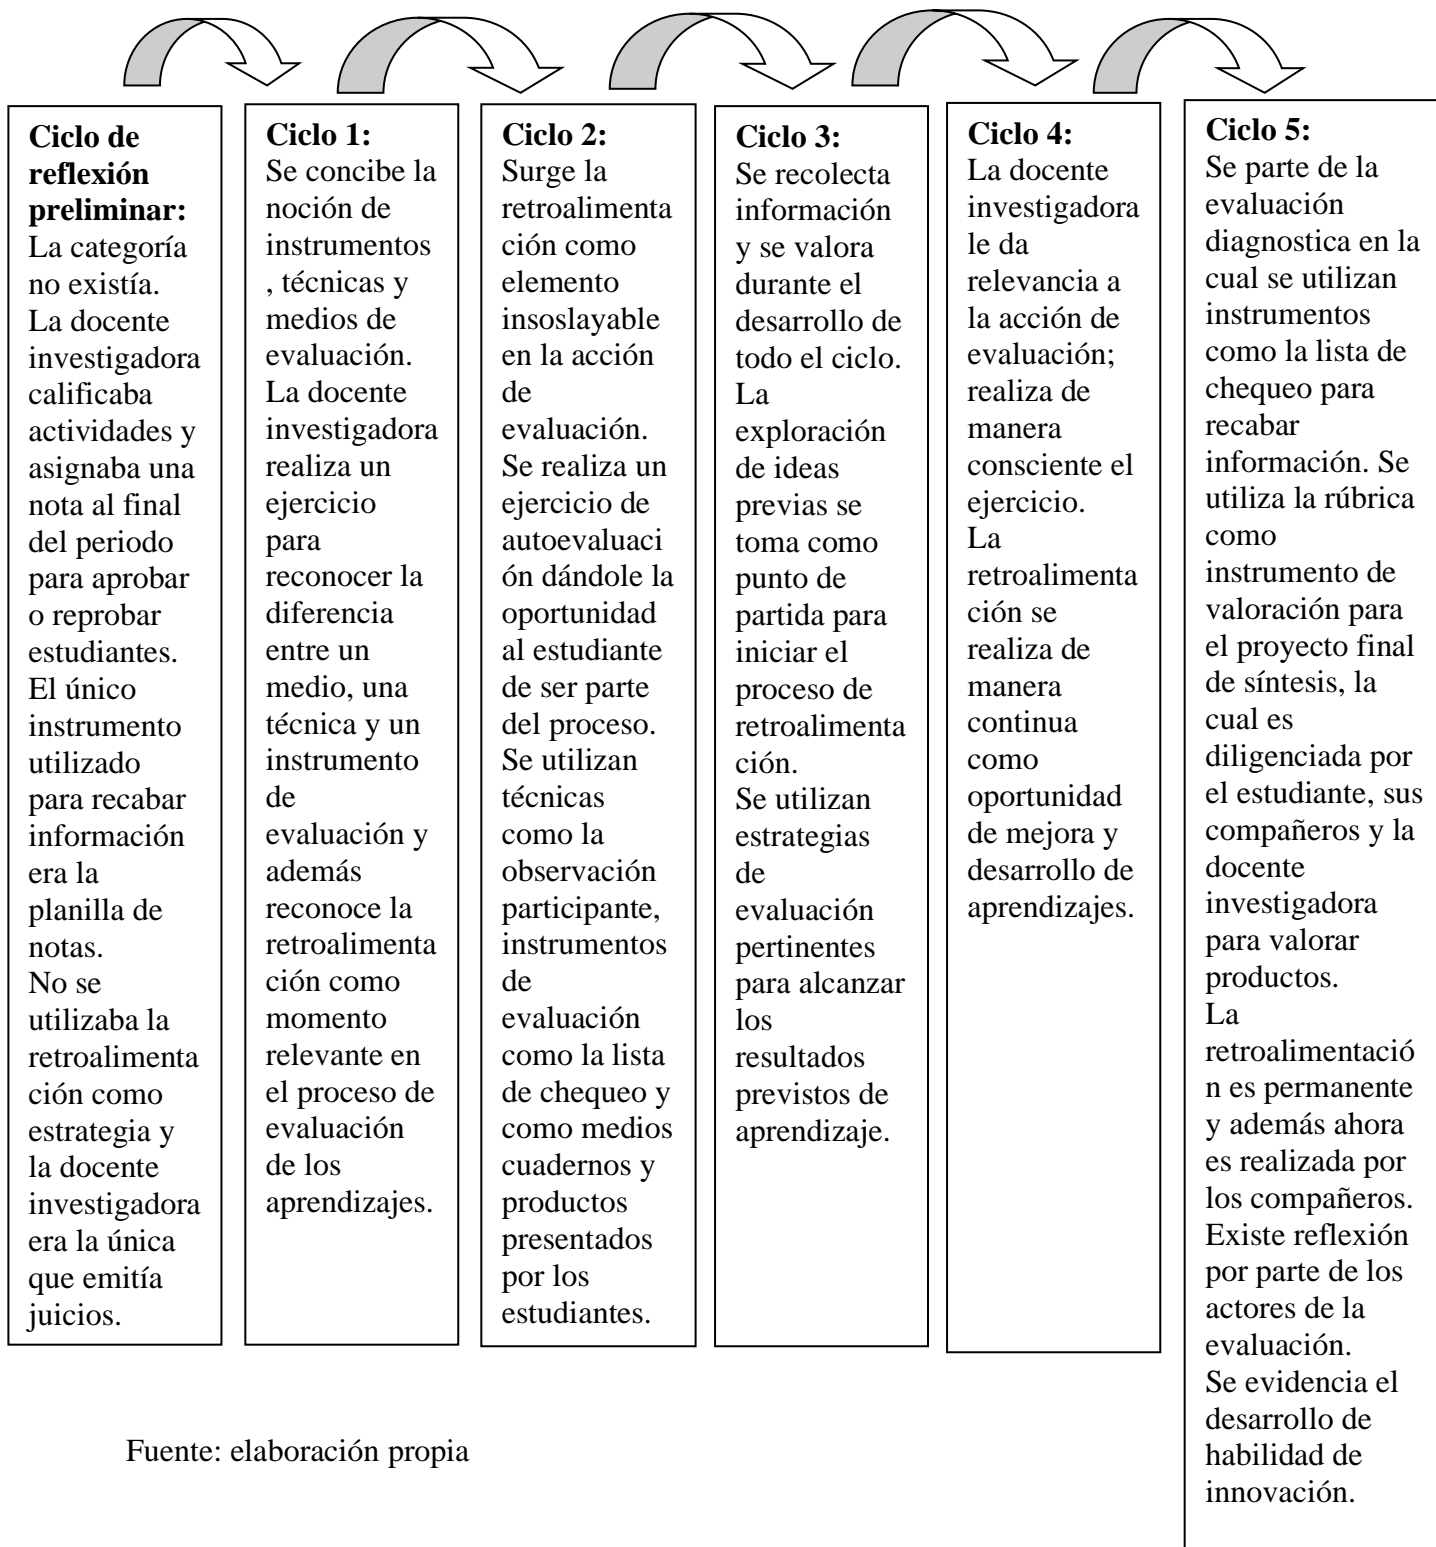 Ciclo de
reflexión
preliminar:
La categoría
no existía.
La docente
investigadora
calificaba
actividades y
asignaba una
nota al final
del periodo
para aprobar
o reprobar
estudiantes.
El único
instrumento
utilizado
para recabar
información
era la
planilla de
notas.
No se
utilizaba la
retroalimenta
ción como
estrategia y
la docente
investigadora
era la única
que emitía
juicios.
Ciclo 1:
Se concibe la
noción de
instrumentos
, técnicas y
medios de
evaluación.
La docente
investigadora
realiza un
ejercicio
para
reconocer la
diferencia
entre un
medio, una
técnica y un
instrumento
de
evaluación y
además
reconoce la
retroalimenta
ción como
momento
relevante en
el proceso de
evaluación
de los
aprendizajes.
Ciclo 2:
Surge la
retroalimenta
ción como
elemento
insoslayable
en la acción
de
evaluación.
Se realiza un
ejercicio de
autoevaluaci
ón dándole la
oportunidad
al estudiante
de ser parte
del proceso.
Se utilizan
técnicas
como la
observación
participante,
instrumentos
de
evaluación
como la lista
de chequeo y
como medios
cuadernos y
productos
presentados
por los
estudiantes.
Ciclo 3:
Se recolecta
información
y se valora
durante el
desarrollo de
todo el ciclo.
La
exploración
de ideas
previas se
toma como
punto de
partida para
iniciar el
proceso de
retroalimenta
ción.
Se utilizan
estrategias
de
evaluación
pertinentes
para alcanzar
los
resultados
previstos de
aprendizaje.
Ciclo 4:
La docente
investigadora
le da
relevancia a
la acción de
evaluación;
realiza de
manera
consciente el
ejercicio.
La
retroalimenta
ción se
realiza de
manera
continua
como
oportunidad
de mejora y
desarrollo de
aprendizajes.
Ciclo 5:
Se parte de la
evaluación
diagnostica en la
cual se utilizan
instrumentos
como la lista de
chequeo para
recabar
información. Se
utiliza la rúbrica
como
instrumento de
valoración para
el proyecto final
de síntesis, la
cual es
diligenciada por
el estudiante, sus
compañeros y la
docente
investigadora
para valorar
productos.
La
retroalimentació
n es permanente
y además ahora
es realizada por
los compañeros.
Existe reflexión
por parte de los
actores de la
evaluación.
Se evidencia el
desarrollo de
habilidad de
innovación.
Fuente: elaboración propia